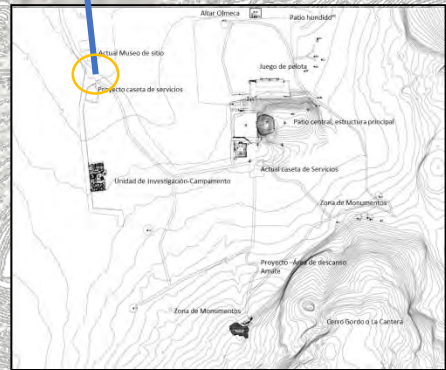 Altar Olmeca
Patio hundido
Actual Museo de sitio
Juego de pelota
Proyecto caseta de servicios
Patio central, estructura principal
Actual caseta de Servicios
Unidad de Investigación-Campamento
Zona de Monumentos
Proyecto -Área de descanso
Amate
Zona de Monumentos
Cerro Gordo o La Cantera